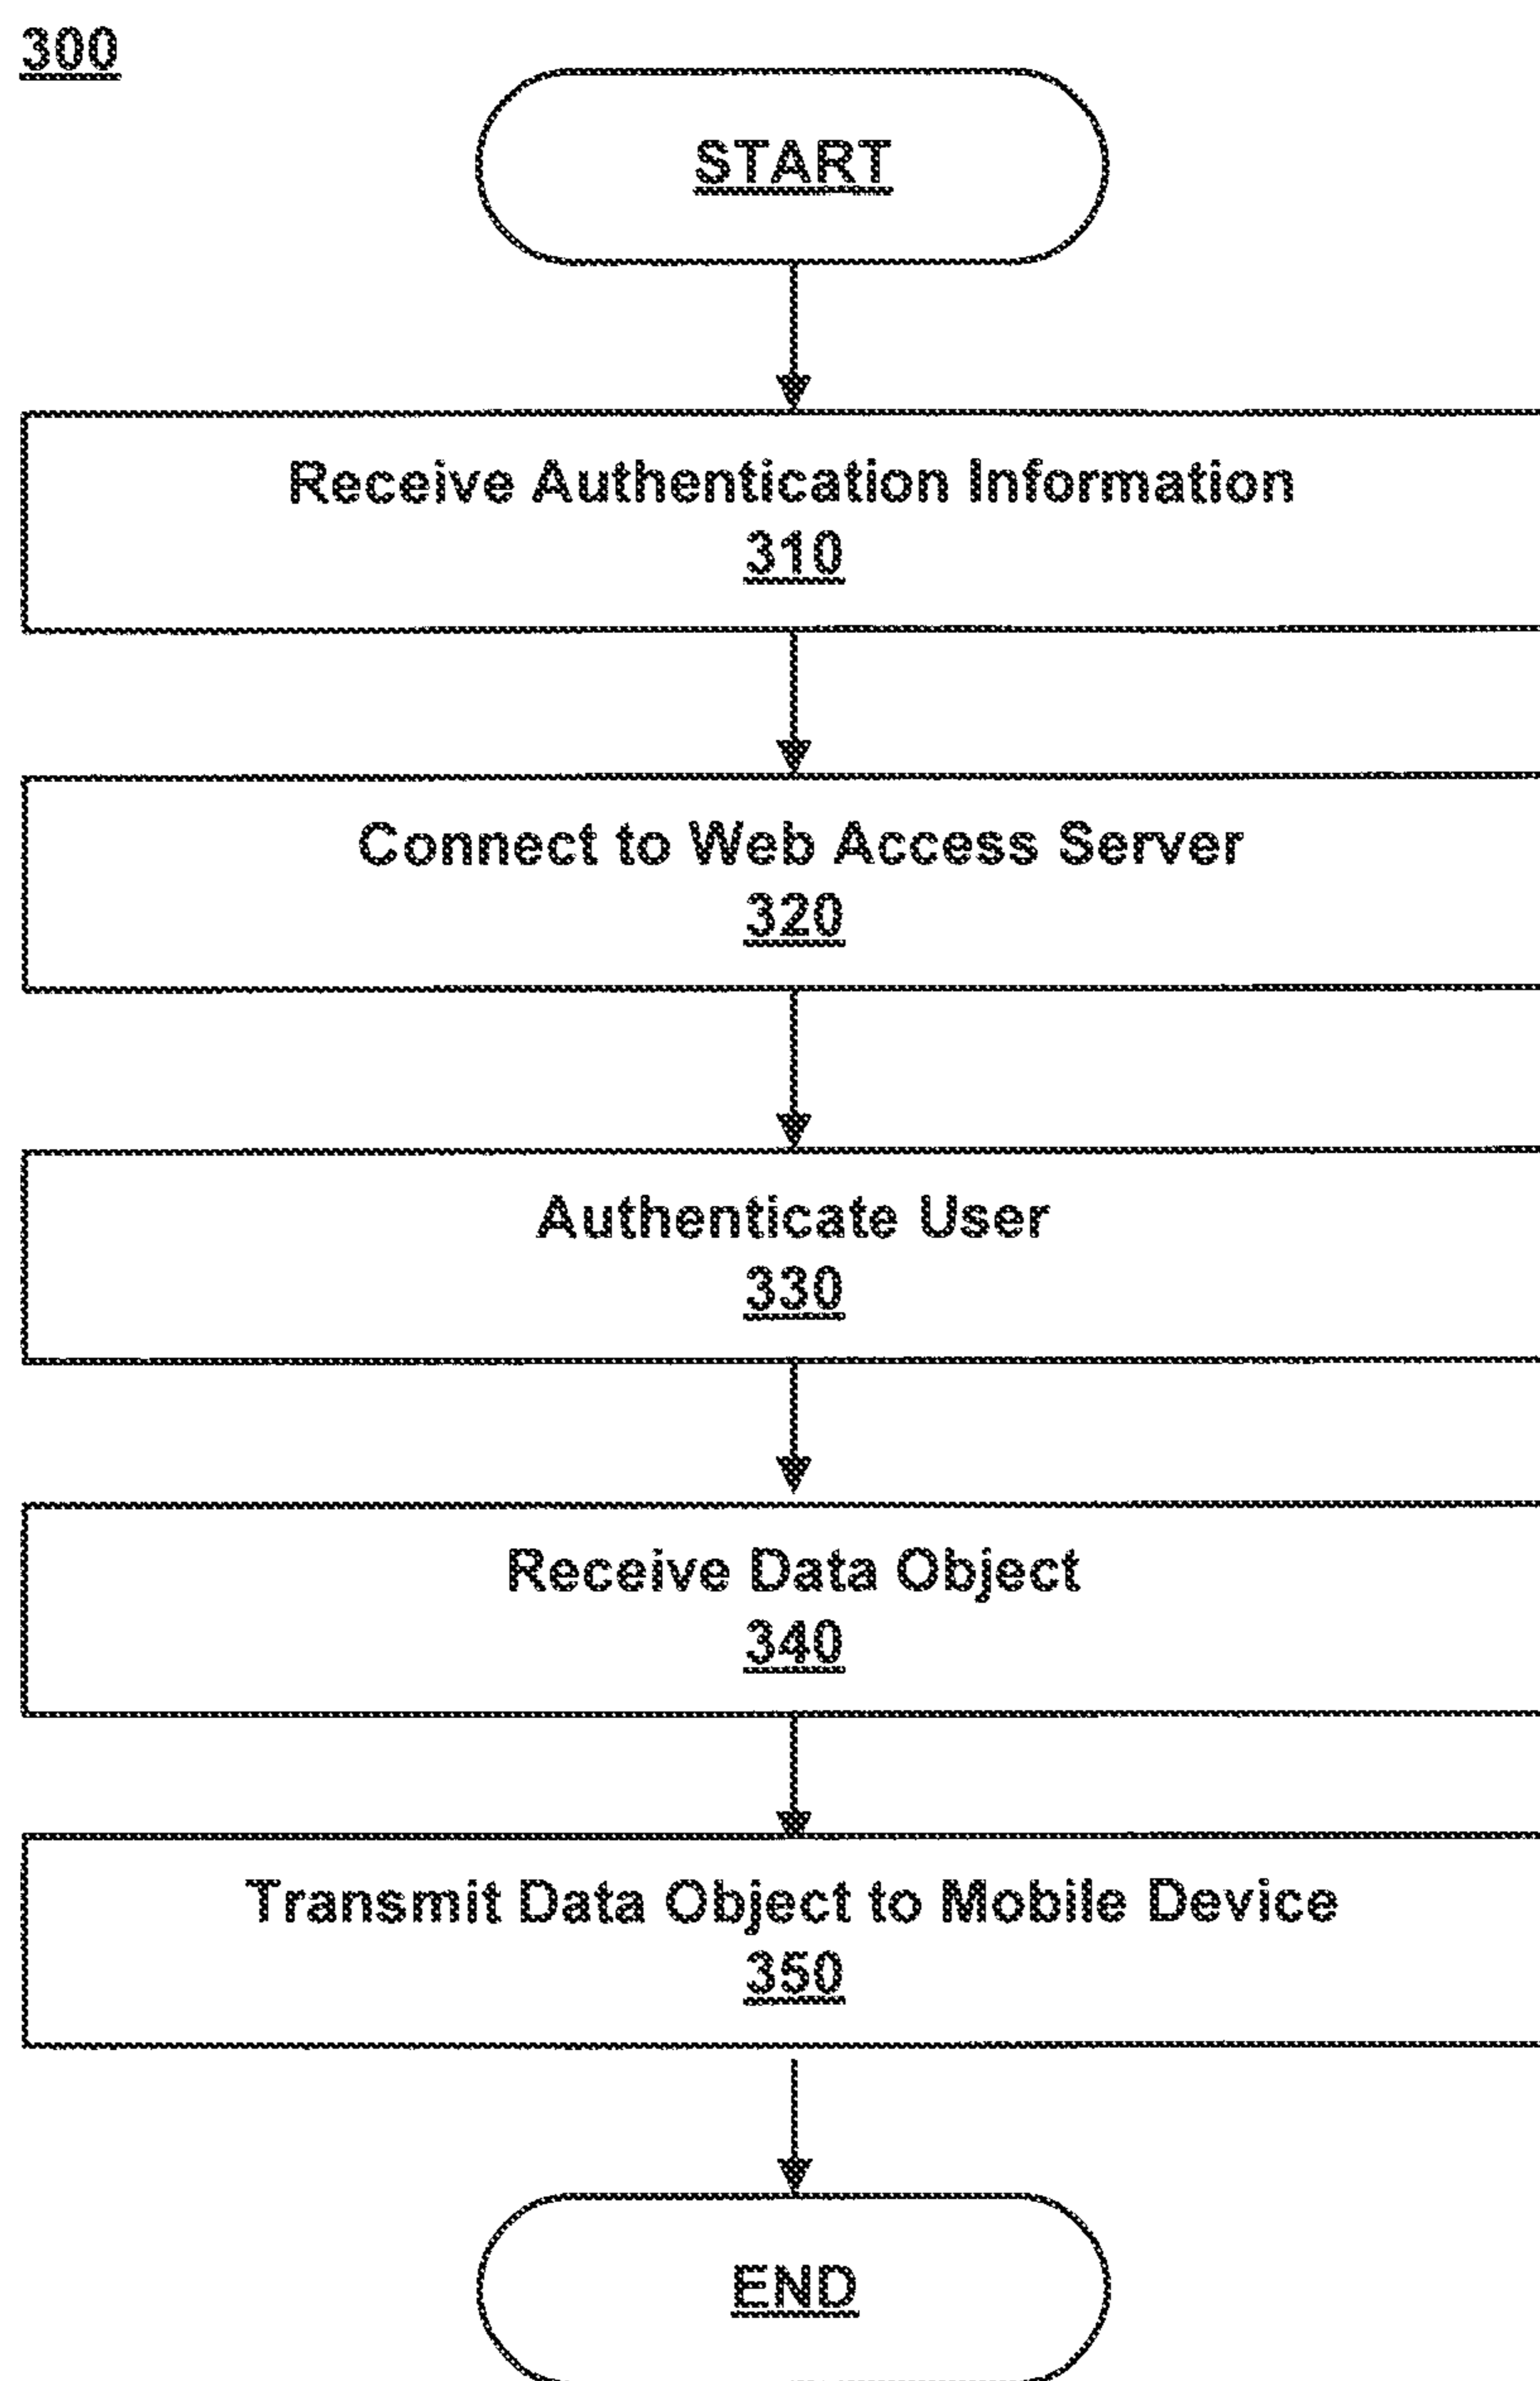 300
START
Receive Authentication Information
310
Connect to Web Access Server
320
Authenticate User
330
Receive Data Object
340
Transmit Data Object to Mobile Device
350
END